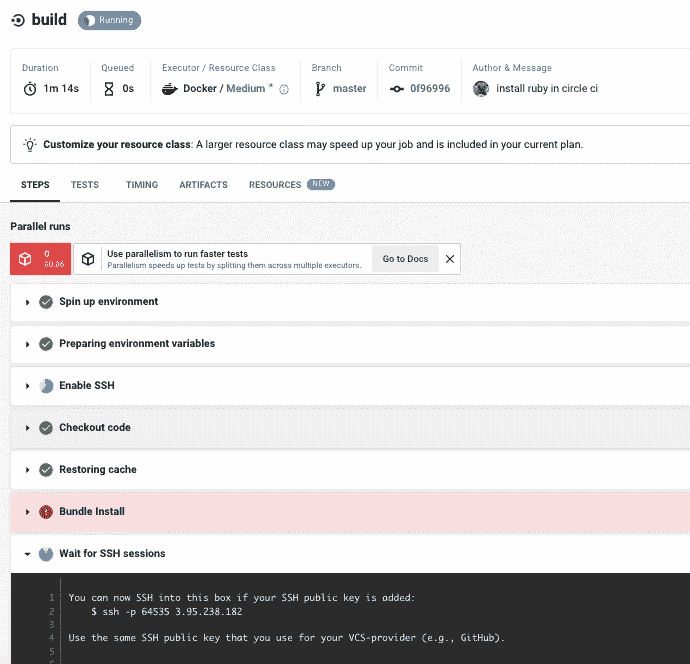 build Running
Duration Queued Executor / Resource Class Branch Commit Author & Message
1m 14s 0s Docker / Medium master 0f96996 install ruby in circle ci
Customize your resource class: A larger resource class may speed up your job and is included in your current plan.
STEPS TESTS TIMING ARTIFACTS RESOURCES NEW
Parallel runs
0 Use parallelism to run faster tests Go to Docs
00:06 Parallelism speeds up tests by splitting them across multiple executors.
Spin up environment
Preparing environment variables
Enable SSH
Checkout code
Restoring cache
Bundle Install
Wait for SSH sessions
1 You can now SSH into this box if your SSH public key is added:
2 $ ssh -p 64535 3.95.238.182
3
4 Use the same SSH public key that you use for your VCS-provider (e.g., GitHub).
5